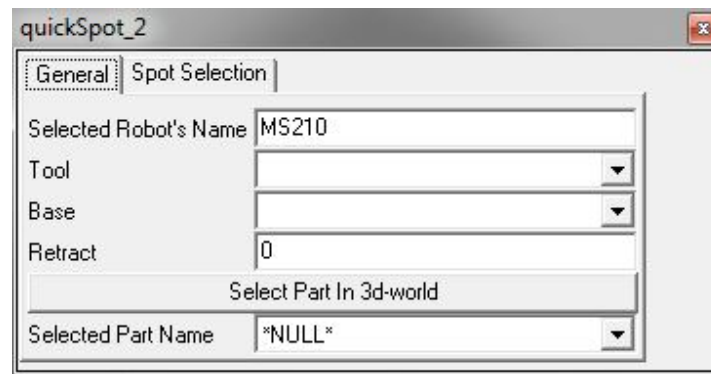 quickSpot_2
General Spot Selection
Selected Robot's Name MS210
Tool
Base
Retract 0
Select Part In 3d-world
Selected Part Name *NULL*